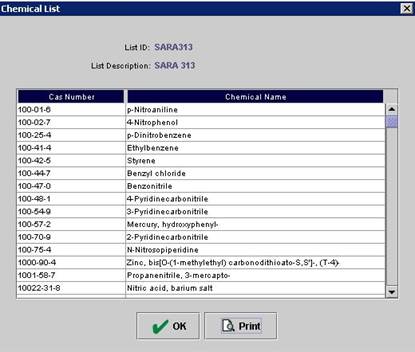 Chemical List
List ID: SARA313
List Description: SARA 313
Cas Number Chemical Name
100-01-6 p-Nitroaniline
100-02-7 4-Nitrophenol
100-25-4 p-Dinitrobenzene
100-41-4 Ethylbenzene
100-42-5 Styrene
100-44-7 Benzyl chloride
100-47-0 Benzonitrile
100-48-1 4-Pyridinecarbonitrile
100-54-9 3-Pyridinecarbonitrile
100-57-2 Mercury, hydroxyphenyl-
100-70-9 2-Pyridinecarbonitrile
100-75-4 N-Nitrosopiperidine
1000-90-4 Zinc, bis[O-(1-methylethyl) carbonodithioato-S,S']-, (T-4)-
1001-58-7 Propanenitrile, 3-mercapto-
10022-31-8 Nitric acid, barium salt
OK Print